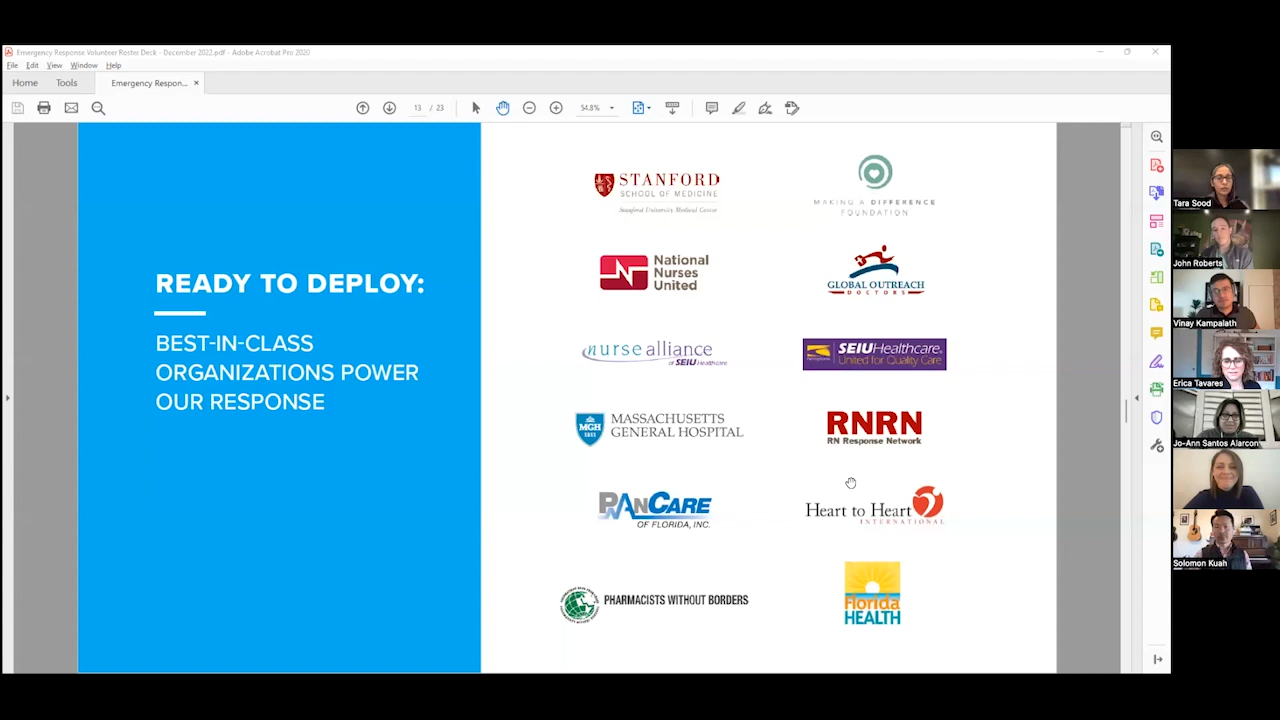 Emergency Response Volunteer Roster Deck - December 2022.pdf - Adobe Acrobat Pro 2020
File Edit View Window Help
Home Tools Emergency Respon... ×
13 / 23 54.8%
READY TO DEPLOY:
BEST-IN-CLASS
ORGANIZATIONS POWER
OUR RESPONSE
STANFORD
SCHOOL OF MEDICINE
Stanford University Medical Center
MAKING A DIFFERENCE
FOUNDATION
National
Nurses
United
GLOBAL OUTREACH
DOCTORS
nurse alliance
of SEIU Healthcare
Pennsylvania
SEIU Healthcare®
United for Quality Care
MGH
1811
MASSACHUSETTS
GENERAL HOSPITAL
RNRN
RN Response Network
PANCARE
OF FLORIDA, INC.
Heart to Heart
INTERNATIONAL
PHARMACISTS WITHOUT BORDERS
Florida
HEALTH
Tara Sood
John Roberts
Vinay Kampalath
Erica Tavares
Jo-Ann Santos Alarcon
Solomon Kuah